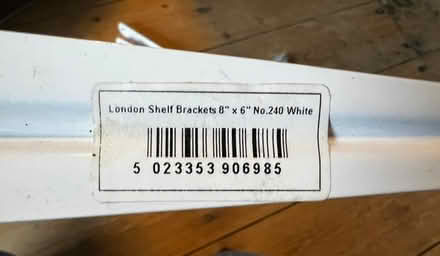 London Shelf Brackets 8" x 6" No.240 White
5 023353 906985